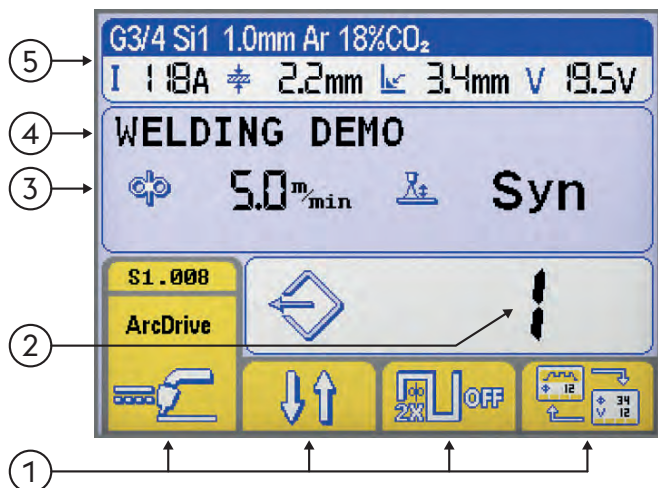 G3/4 Si1 1.0mm Ar 18%CO₂
I 118A 2.2mm 3.4mm V 19.5V
WELDING DEMO
5.0 m/min Syn
S1.008
ArcDrive
1
2X OFF
12 34
V 12
5
4
3
2
1